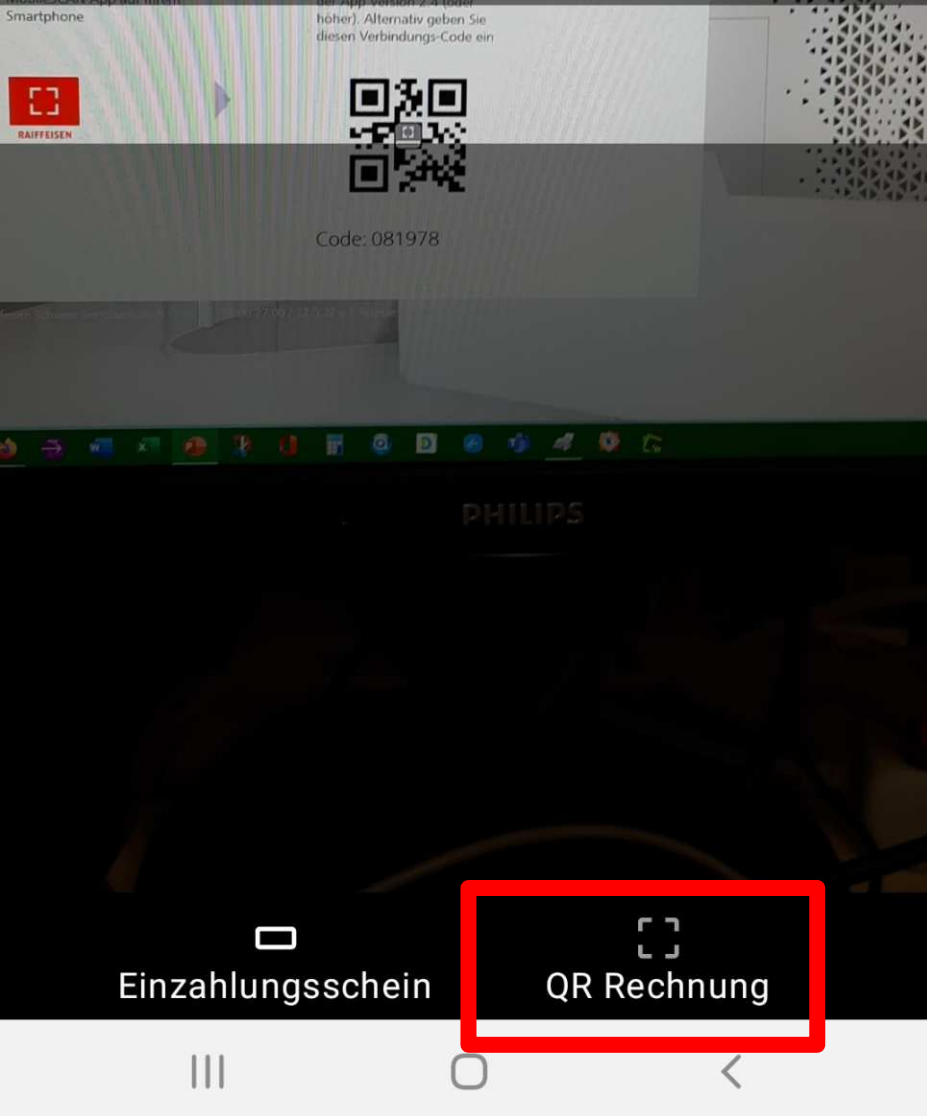 Smartphone
der App Version 2.4 (oder
höher). Alternativ geben Sie
diesen Verbindungs-Code ein
RAIFFEISEN
Code: 081978
PHILIPS
Einzahlungsschein
QR Rechnung